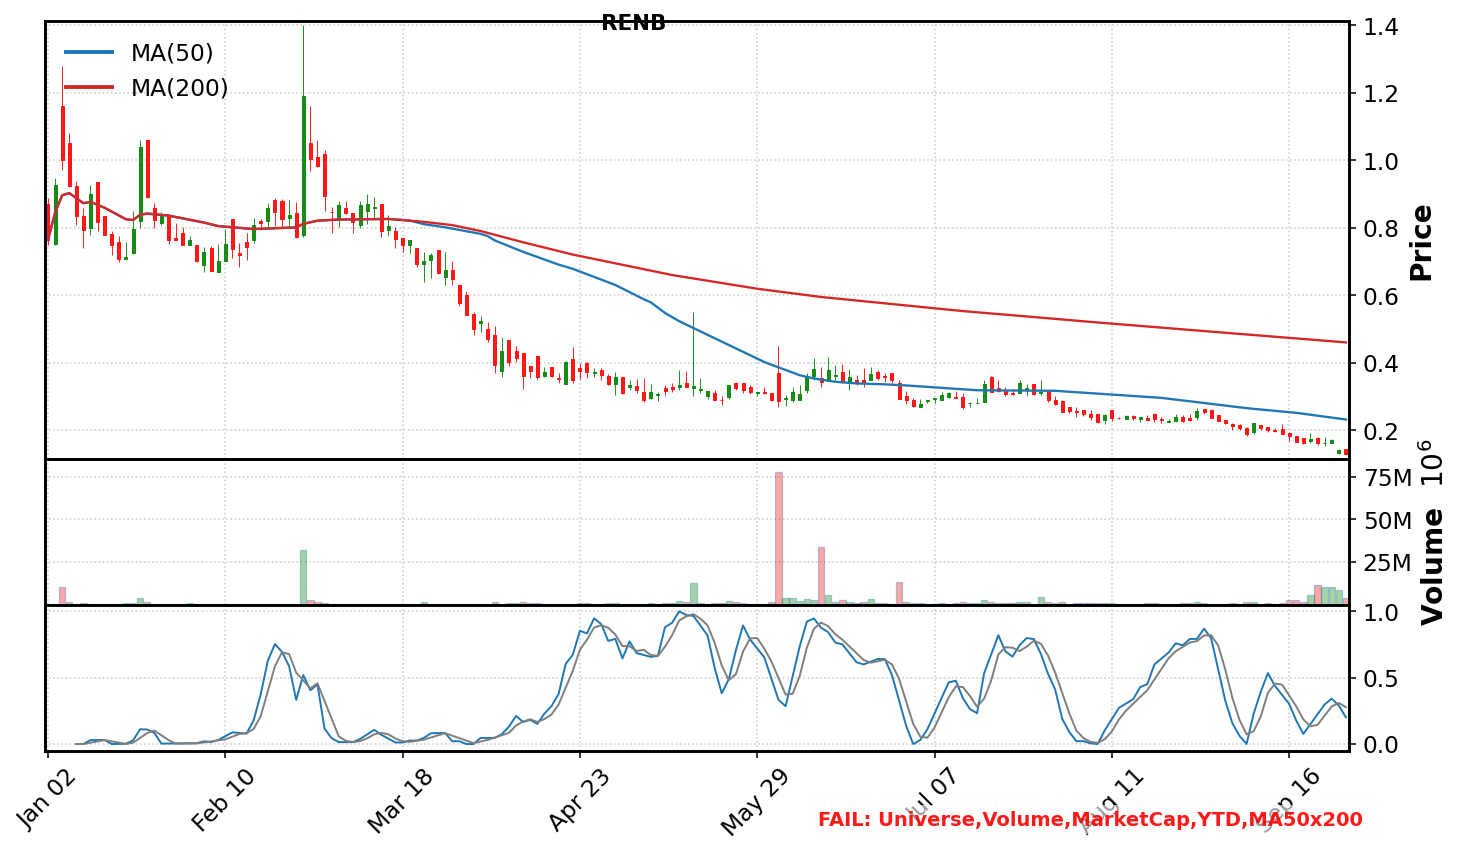 RENB
MA(50)
MA(200)
1.4
1.2
1.0
0.8
0.6
0.4
0.2
Price
75M
50M
25M
Volume 10^6
1.0
0.5
0.0
Jan 02
Feb 10
Mar 18
Apr 23
May 29
Jul 07
Aug 11
Sep 16
FAIL: Universe,Volume,MarketCap,YTD,MA50x200